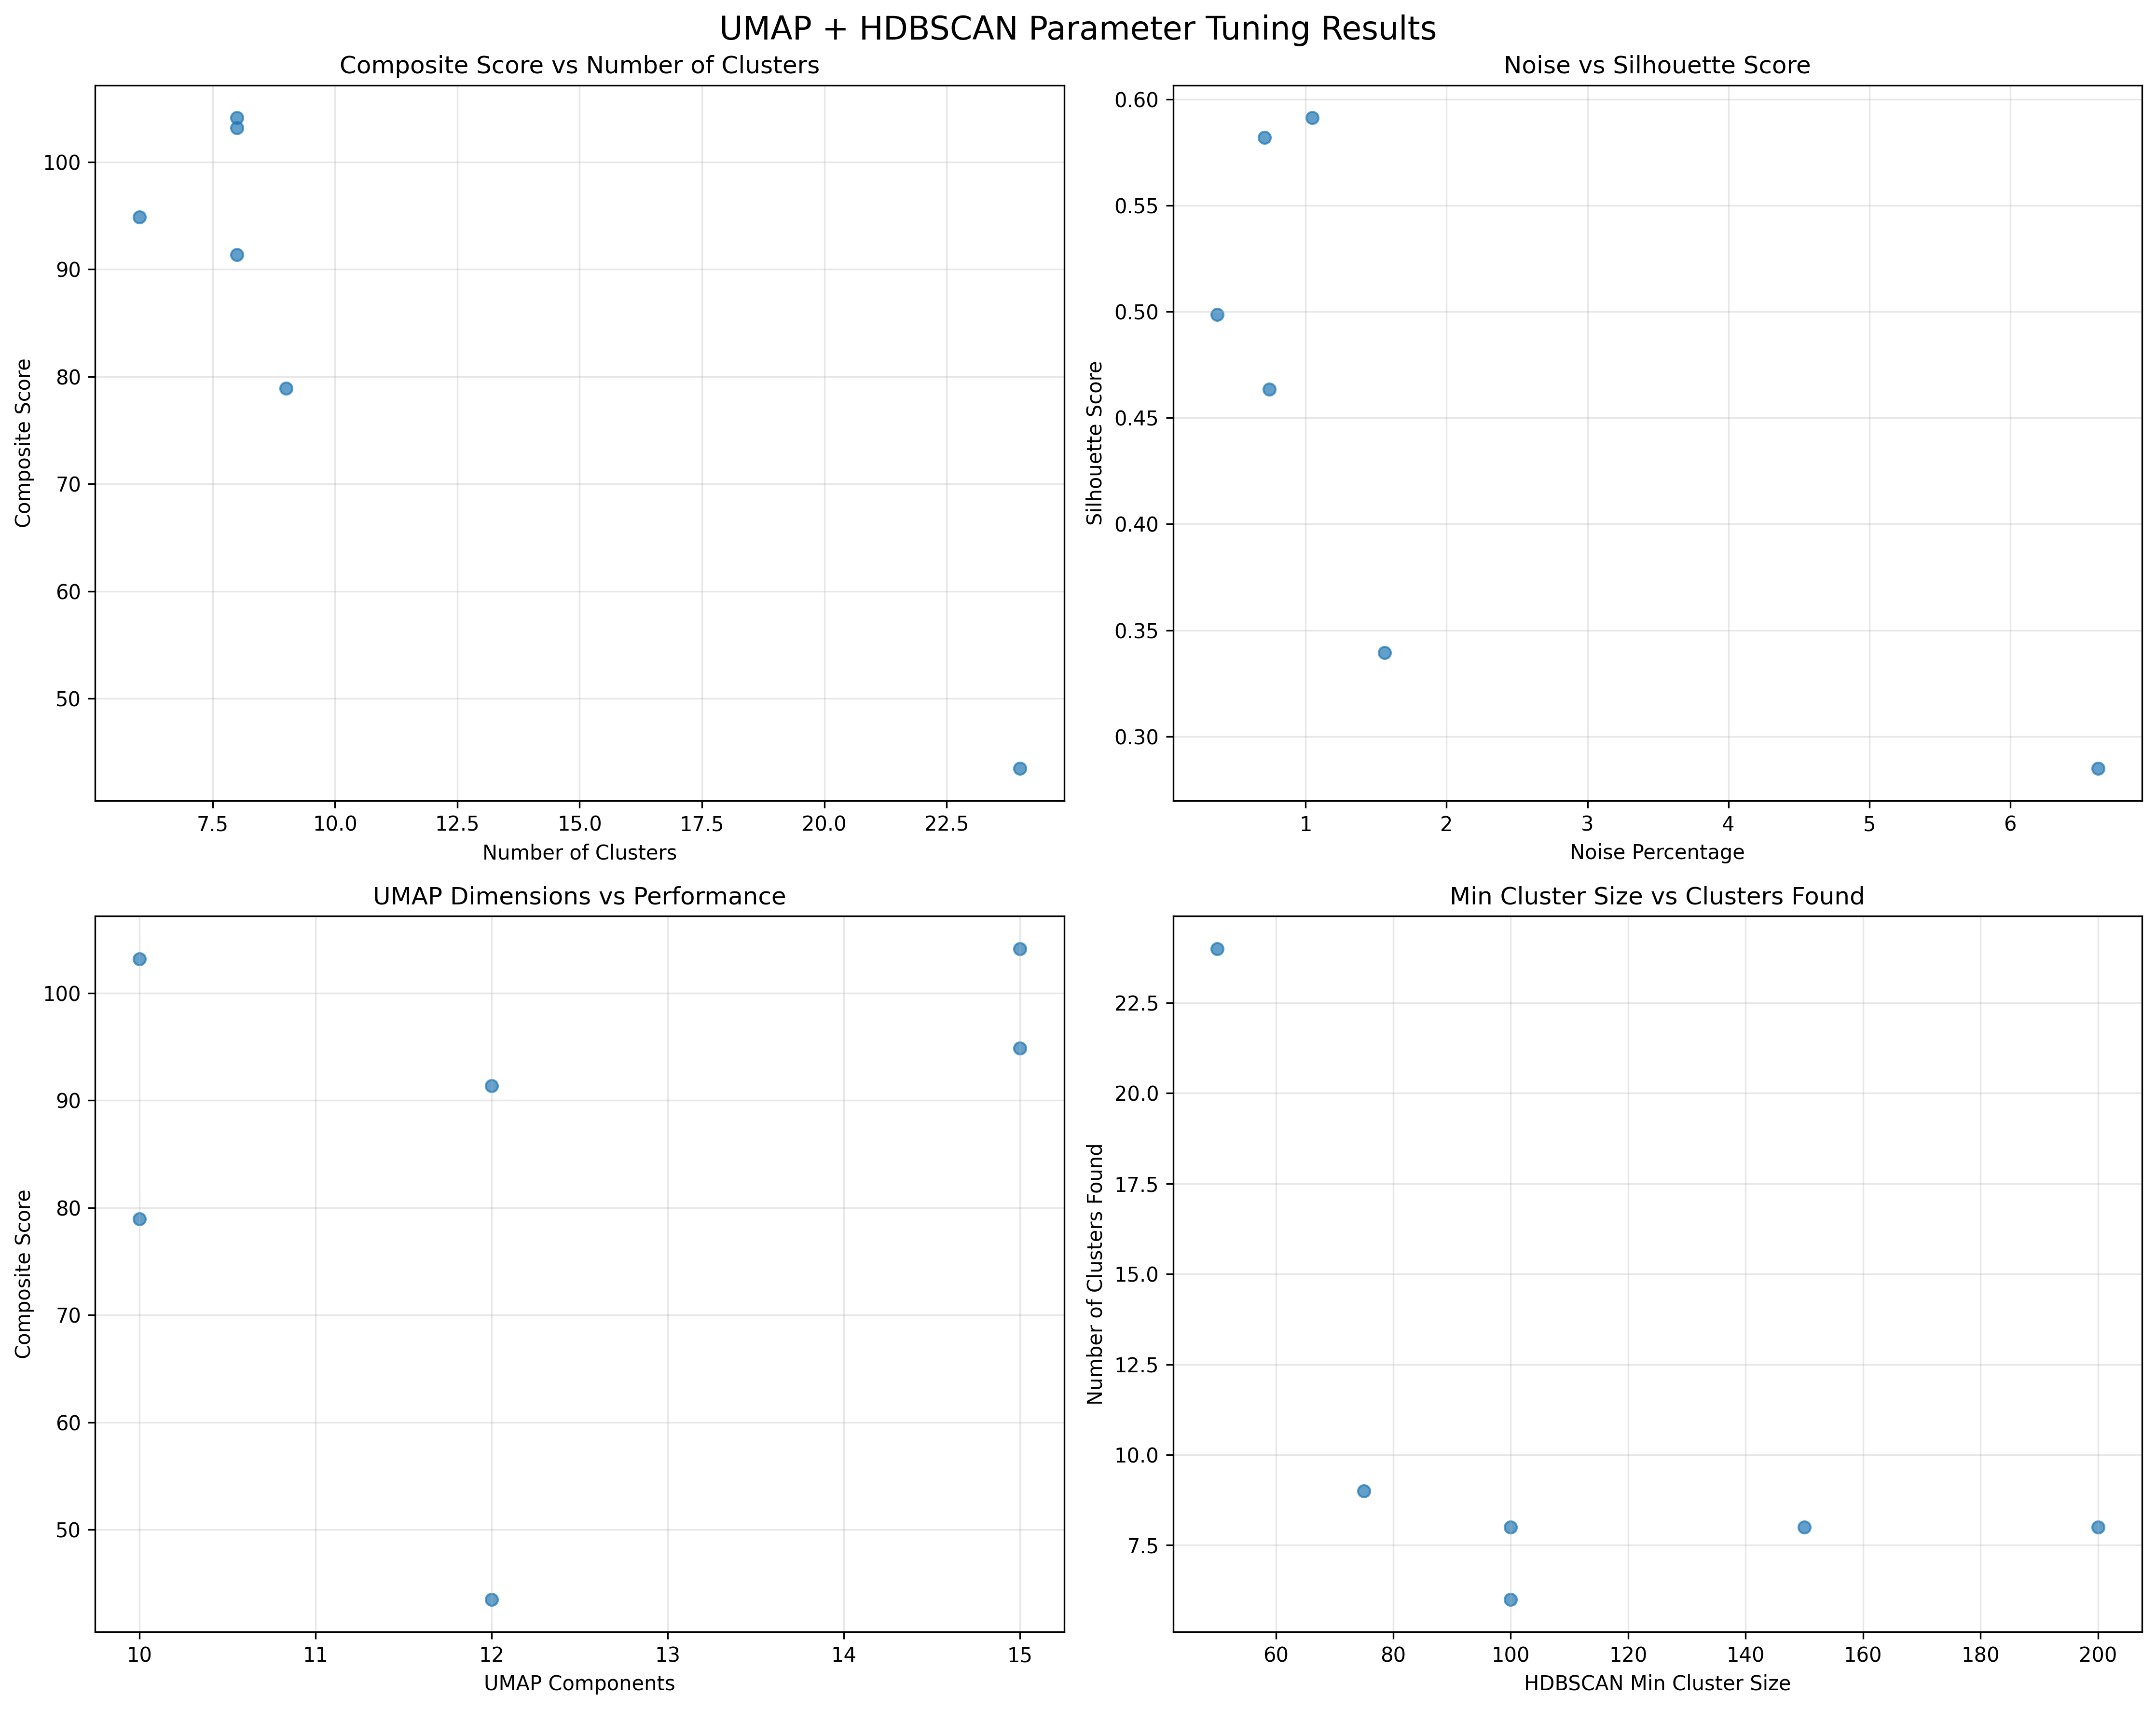 UMAP + HDBSCAN Parameter Tuning Results
Composite Score vs Number of Clusters
100
90
80
70
60
50
Composite Score
7.5 10.0 12.5 15.0 17.5 20.0 22.5
Number of Clusters
Noise vs Silhouette Score
0.60
0.55
0.50
0.45
0.40
0.35
0.30
Silhouette Score
1 2 3 4 5 6
Noise Percentage
UMAP Dimensions vs Performance
100
90
80
70
60
50
Composite Score
10 11 12 13 14 15
UMAP Components
Min Cluster Size vs Clusters Found
22.5
20.0
17.5
15.0
12.5
10.0
7.5
Number of Clusters Found
60 80 100 120 140 160 180 200
HDBSCAN Min Cluster Size